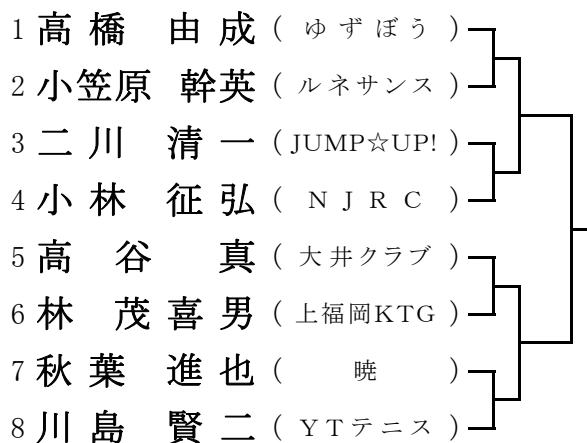 1 高橋 由成 (ゆずぼう)
2 小笠原 幹英 (ルネサンス)
3 二川 清一 (JUMP☆UP!)
4 小林 征弘 (NJRC)
5 高谷 真 (大井クラブ)
6 林 茂喜男 (上福岡KTG)
7 秋葉 進也 (暁)
8 川島 賢二 (YTテニス)